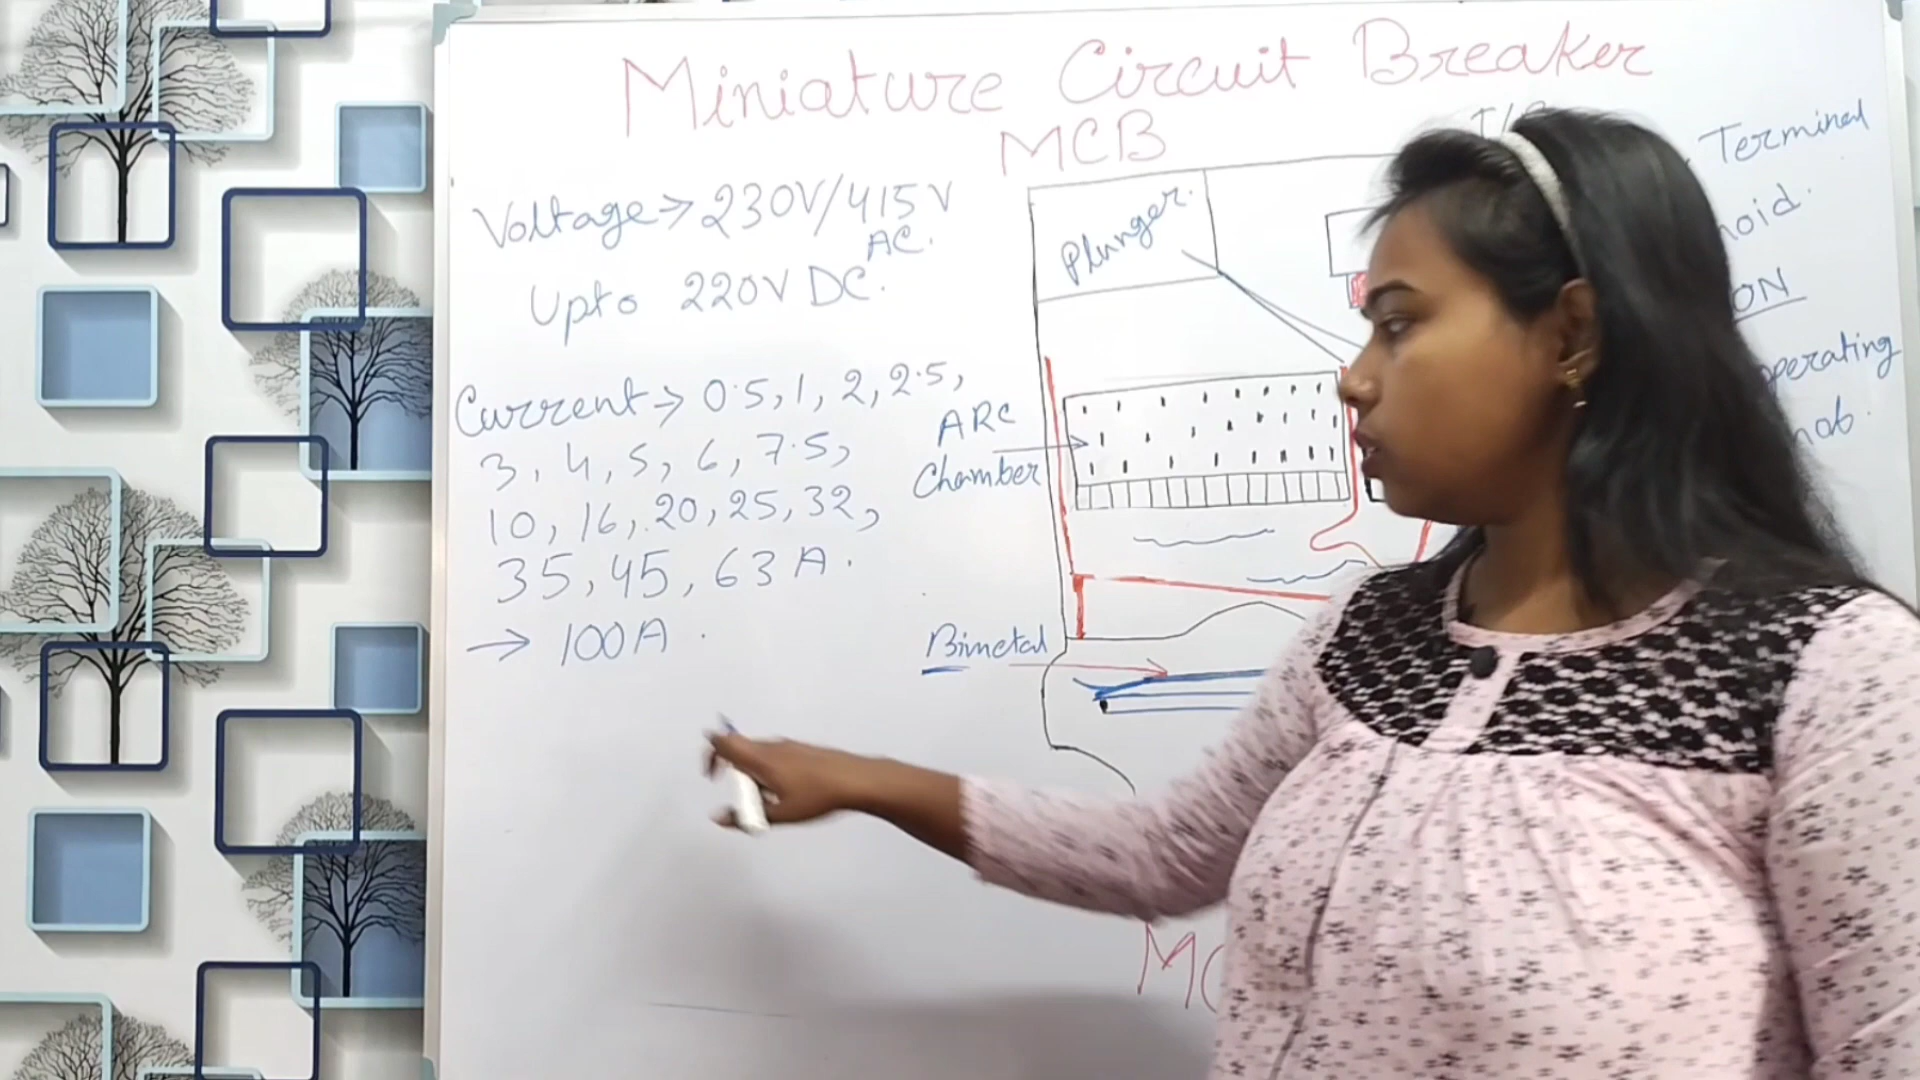 Miniature Circuit Breaker
MCB
Voltage → 230V/415V
AC.
Upto 220V DC.
Current → 0.5, 1, 2, 2.5,
3, 4, 5, 6, 7.5,
10, 16, 20, 25, 32,
35, 45, 63 A.
→ 100A.
Plunger.
ARC
Chamber
Bimetal
Terminal
noid.
ON
perating
nob.
MC